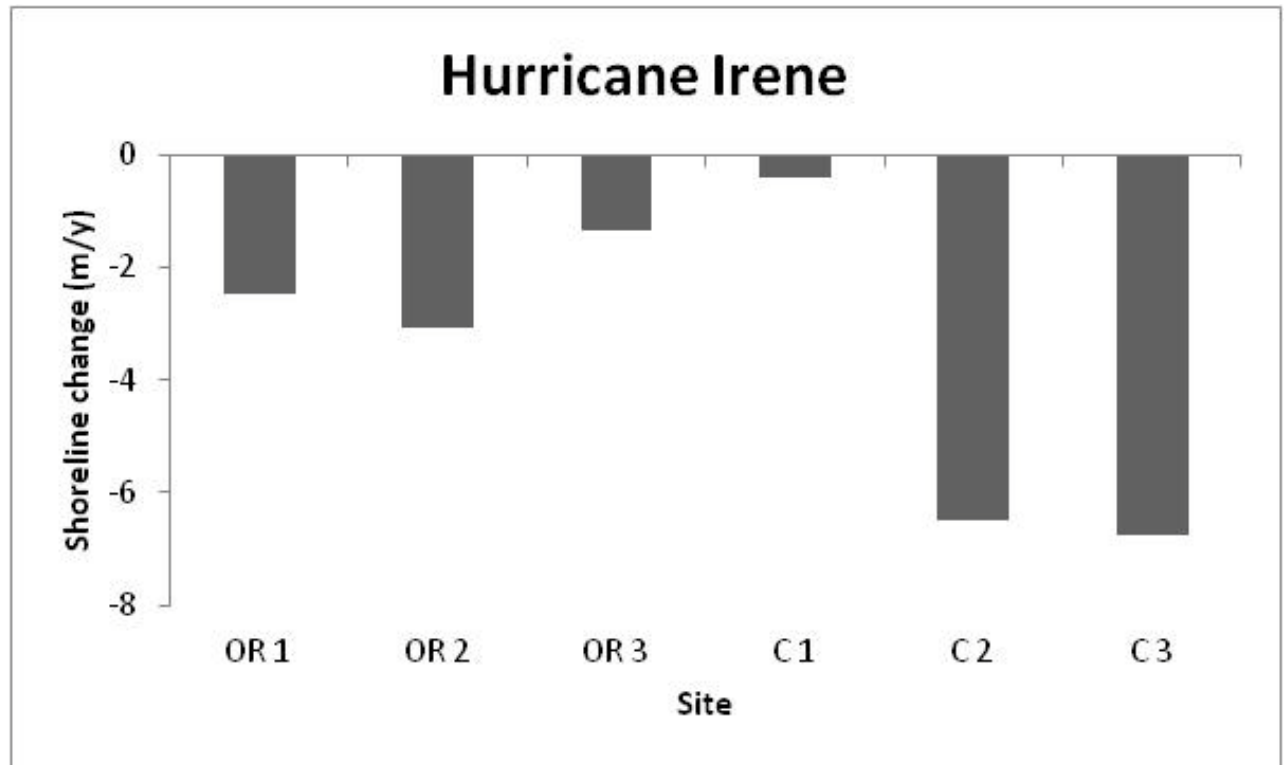 Hurricane Irene
Shoreline change (m/y)
0
-2
-4
-6
-8
OR 1
OR 2
OR 3
C 1
C 2
C 3
Site